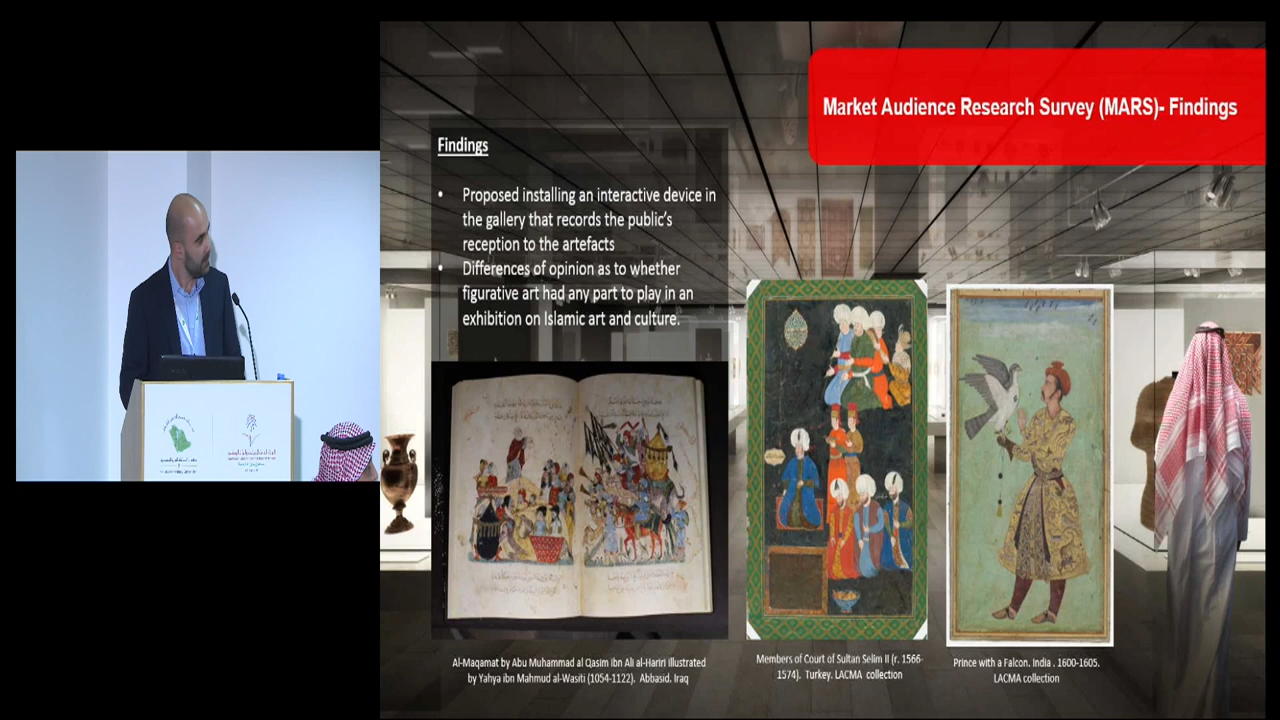 Market Audience Research Survey (MARS)- Findings
Findings
• Proposed installing an interactive device in
the gallery that records the public's
reception to the artefacts
• Differences of opinion as to whether
figurative art had any part to play in an
exhibition on Islamic art and culture.
Al-Maqamat by Abu Muhammad al Qasim ibn Ali al-Hariri illustrated
by Yahya ibn Mahmud al-Wasiti (1054-1122). Abbasid. Iraq
Members of Court of Sultan Selim II (r. 1566-
1574). Turkey. LACMA collection
Prince with a Falcon. India . 1600-1605.
LACMA collection